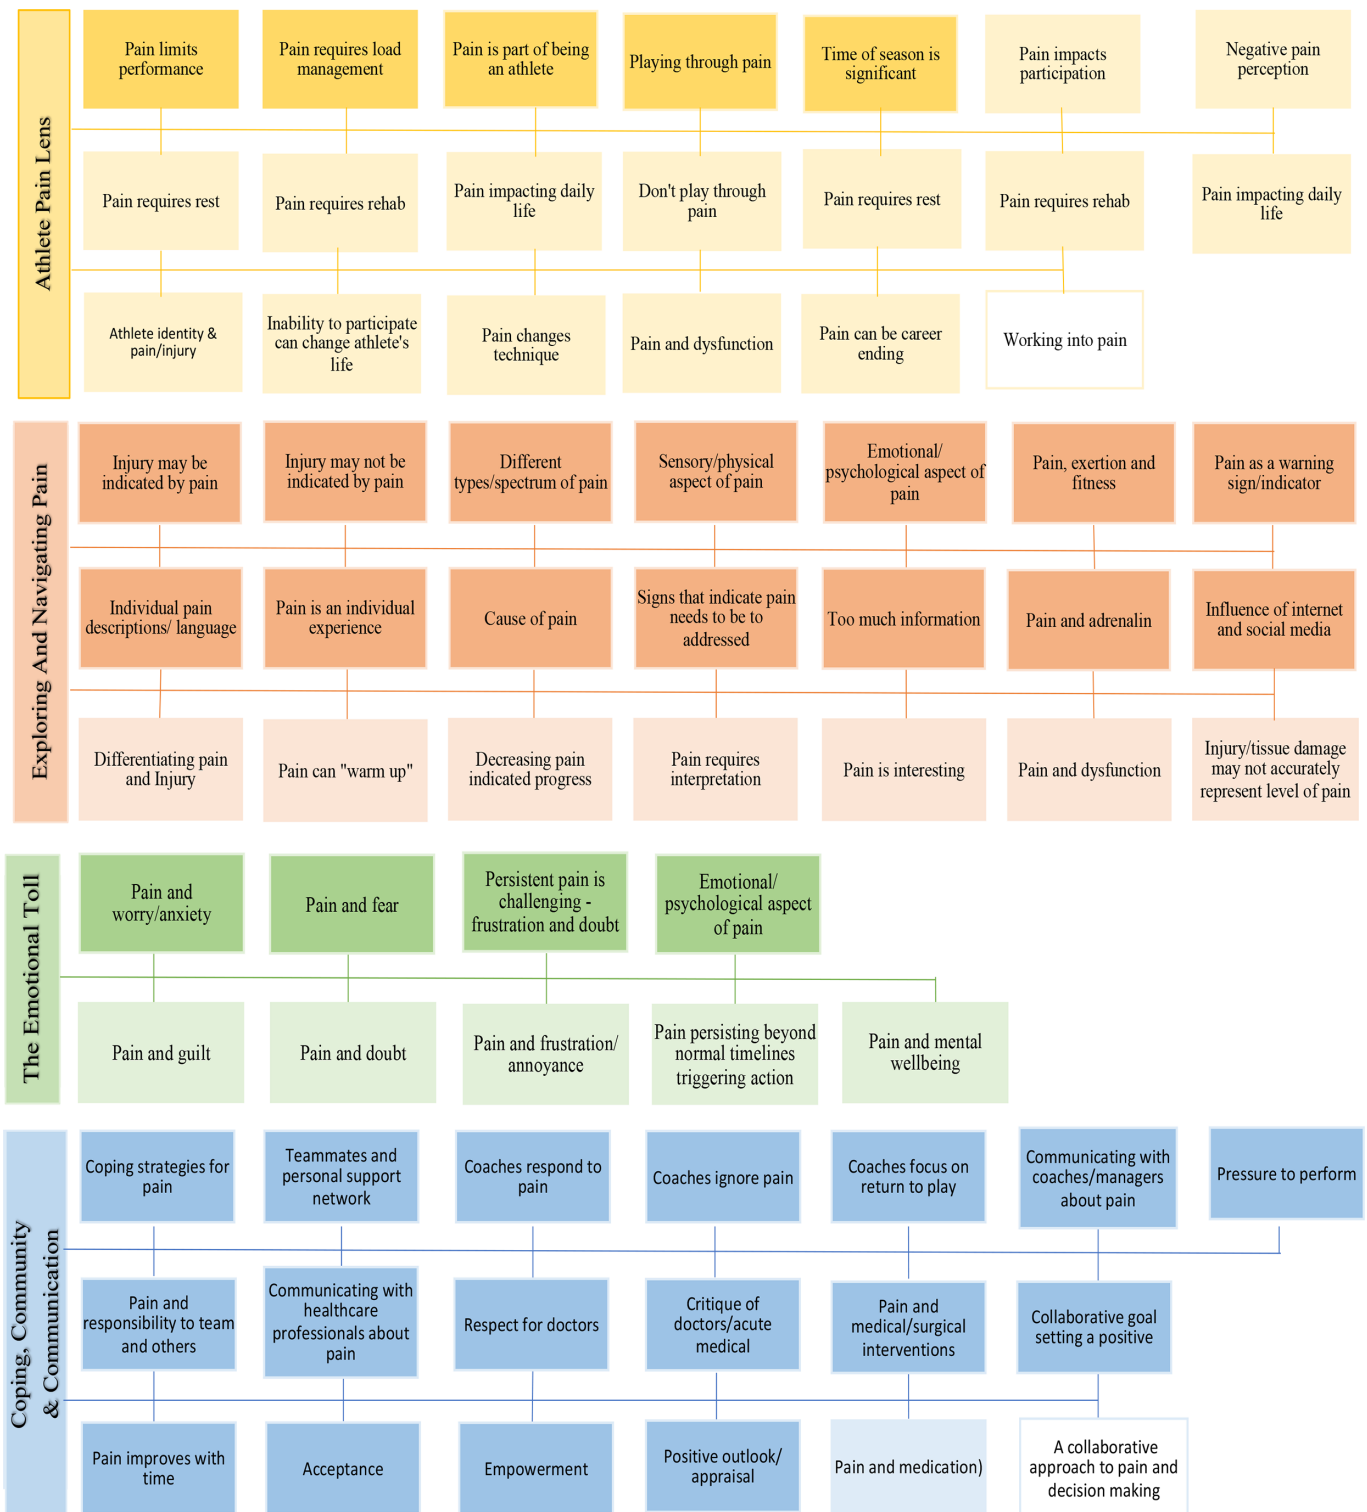 Athlete Pain Lens
Pain limits
performance
Pain requires load
management
Pain is part of being
an athlete
Playing through pain
Time of season is
significant
Pain impacts
participation
Negative pain
perception
Pain requires rest
Pain requires rehab
Pain impacting daily
life
Don't play through
pain
Pain requires rest
Pain requires rehab
Pain impacting daily
life
Athlete identity &
pain/injury
Inability to participate
can change athlete's
life
Pain changes
technique
Pain and dysfunction
Pain can be career
ending
Working into pain
Exploring And Navigating Pain
Injury may be
indicated by pain
Injury may not be
indicated by pain
Different
types/spectrum of pain
Sensory/physical
aspect of pain
Emotional/
psychological aspect of
pain
Pain, exertion and
fitness
Pain as a warning
sign/indicator
Individual pain
descriptions/ language
Pain is an individual
experience
Cause of pain
Signs that indicate pain
needs to be to
addressed
Too much information
Pain and adrenalin
Influence of internet
and social media
Differentiating pain
and Injury
Pain can "warm up"
Decreasing pain
indicated progress
Pain requires
interpretation
Pain is interesting
Pain and dysfunction
Injury/tissue damage
may not accurately
represent level of pain
The Emotional Toll
Pain and
worry/anxiety
Pain and fear
Persistent pain is
challenging -
frustration and doubt
Emotional/
psychological aspect
of pain
Pain and guilt
Pain and doubt
Pain and frustration/
annoyance
Pain persisting beyond
normal timelines
triggering action
Pain and mental
wellbeing
Coping, Community
& Communication
Coping strategies for
pain
Teammates and
personal support
network
Coaches respond to
pain
Coaches ignore pain
Coaches focus on
return to play
Communicating with
coaches/managers
about pain
Pressure to perform
Pain and
responsibility to team
and others
Communicating with
healthcare
professionals about
pain
Respect for doctors
Critique of
doctors/acute
medical
Pain and
medical/surgical
interventions
Collaborative goal
setting a positive
Pain improves with
time
Acceptance
Empowerment
Positive outlook/
appraisal
Pain and medication)
A collaborative
approach to pain and
decision making